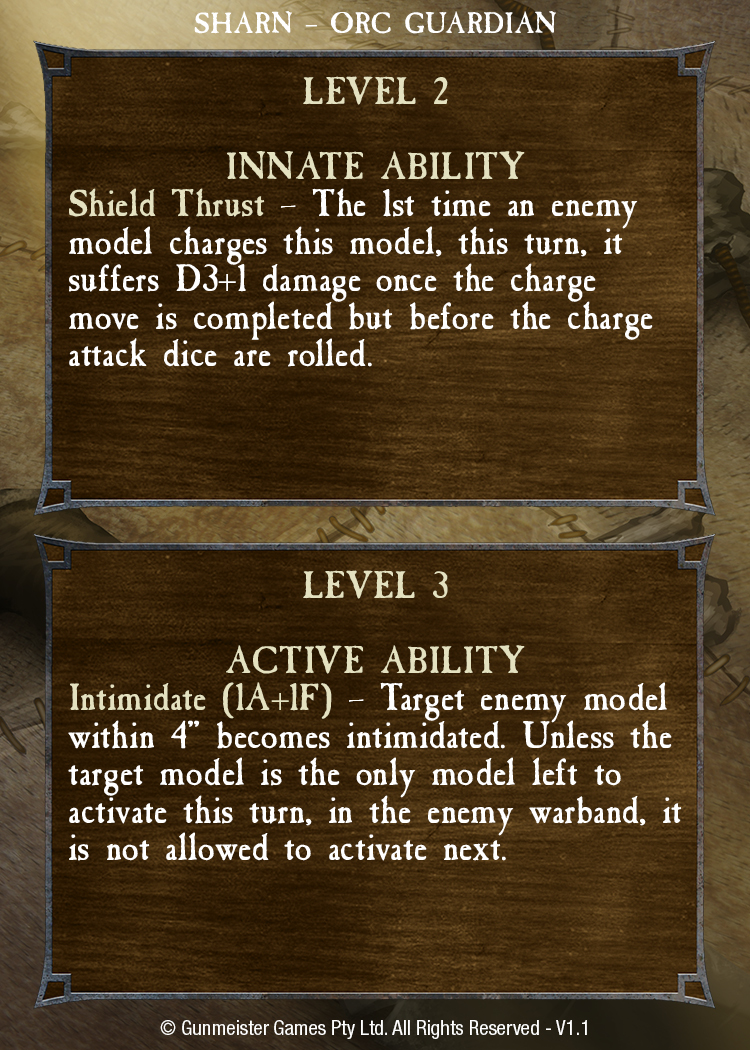 SHARN – ORC GUARDIAN
LEVEL 2
INNATE ABILITY
Shield Thrust – The 1st time an enemy
model charges this model, this turn, it
suffers D3+1 damage once the charge
move is completed but before the charge
attack dice are rolled.
LEVEL 3
ACTIVE ABILITY
Intimidate (1A+1F) – Target enemy model
within 4” becomes intimidated. Unless the
target model is the only model left to
activate this turn, in the enemy warband, it
is not allowed to activate next.
© Gunmeister Games Pty Ltd. All Rights Reserved - V1.1